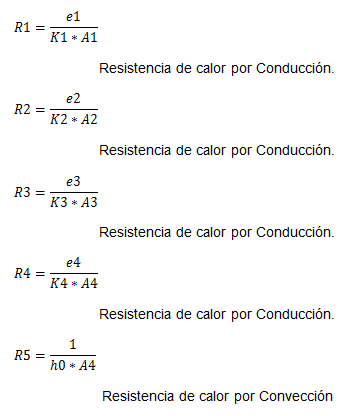 R1 = e1 / K1 * A1
Resistencia de calor por Conducción.
R2 = e2 / K2 * A2
Resistencia de calor por Conducción.
R3 = e3 / K3 * A3
Resistencia de calor por Conducción.
R4 = e4 / K4 * A4
Resistencia de calor por Conducción.
R5 = 1 / h0 * A4
Resistencia de calor por Convección